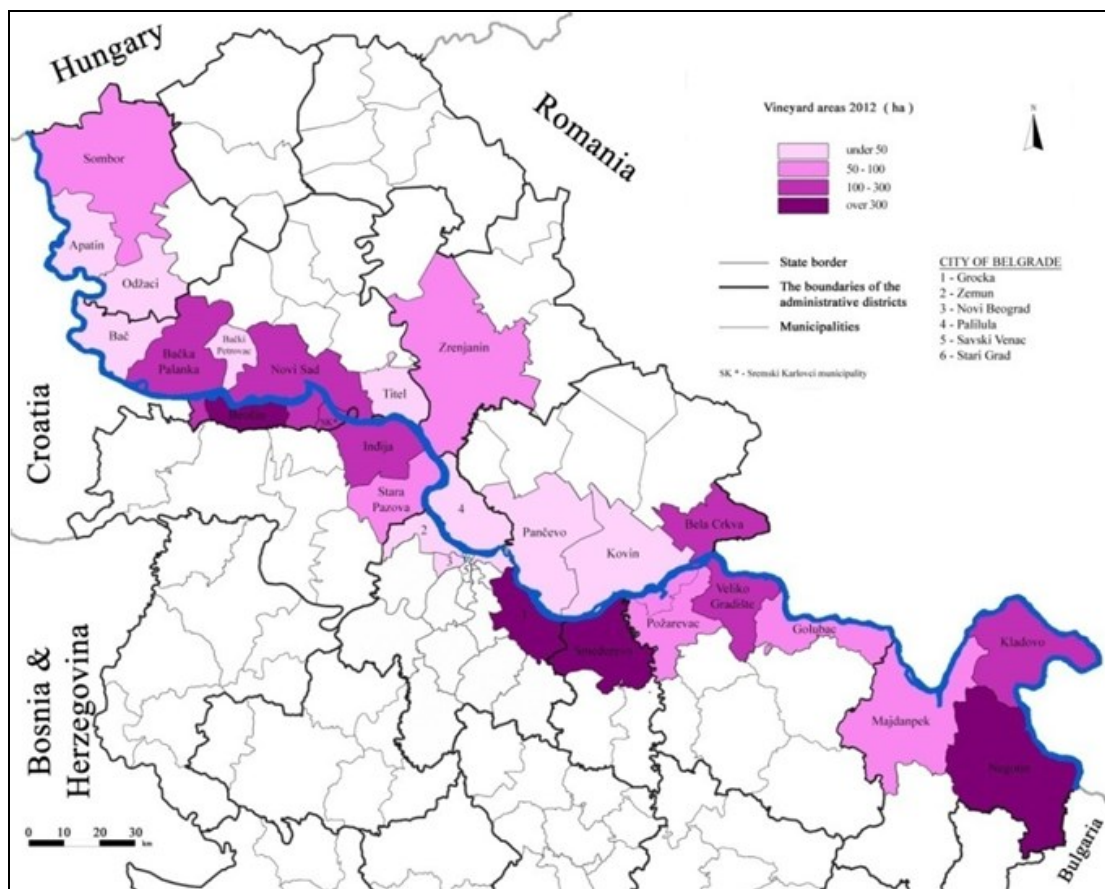 Hungary
Romania
Croatia
Bosnia &
Herzegovina
Bulgaria
Vineyard areas 2012 ( ha )
under 50
50 - 100
100 - 300
over 300
N
State border
The boundaries of the
administrative districts
Municipalities
SK * - Sremski Karlovci municipality
CITY OF BELGRADE
1 - Grocka
2 - Zemun
3 - Novi Beograd
4 - Palilula
5 - Savski Venac
6 - Stari Grad
Sombor
Apatin
Odžaci
Bač
Bačka
Palanka
Bački
Petrovac
Novi Sad
Titel
Zrenjanin
SK*
Inđija
Stara
Pazova
4
2
3
5
1
Pančevo
Kovin
Bela Crkva
Smederevo
Požarevac
Veliko
Gradište
Golubac
Majdanpek
Kladovo
Negotin
0 10 20 30
km